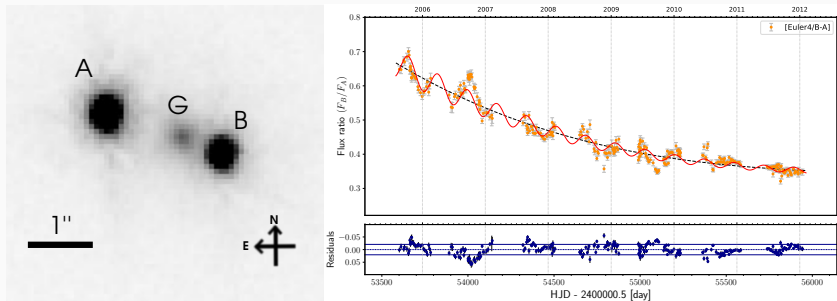 A
G
B
1"
N
E
2006 2007 2008 2009 2010 2011 2012
[Euler4/B-A]
Flux ratio (F_B/F_A)
0.8
0.7
0.6
0.5
0.4
0.3
Residuals
−0.05
0.00
0.05
53500 54000 54500 55000 55500 56000
HJD - 2400000.5 [day]